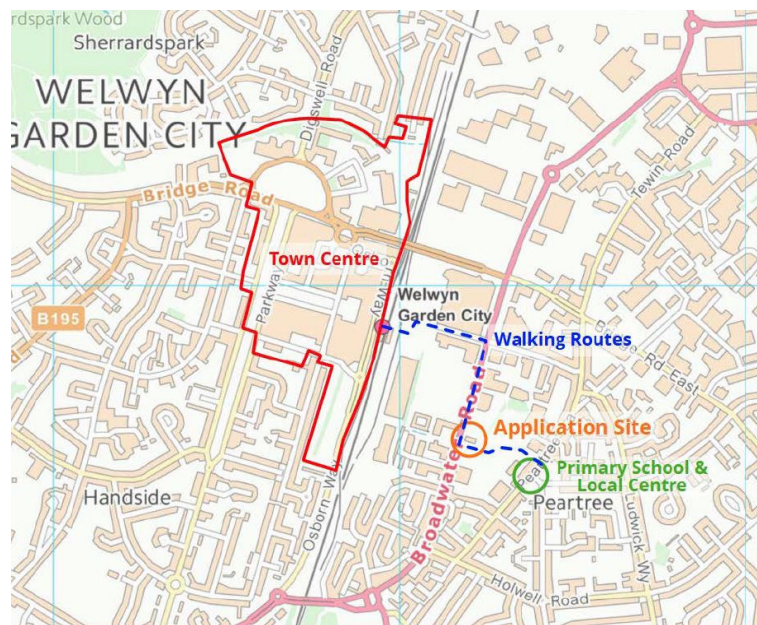 rdspark Wood
Sherrardspark
WELWYN
GARDEN CITY
Digswell Road
Bridge Road
Tewin Road
Town Centre
Parkway
Welwyn
Garden City
B195
Walking Routes
Rd East
Broadwater Road
Application Site
Primary School &
Local Centre
Peartree
Handside
Osborn Way
Ludwick Wy
Holwell Road